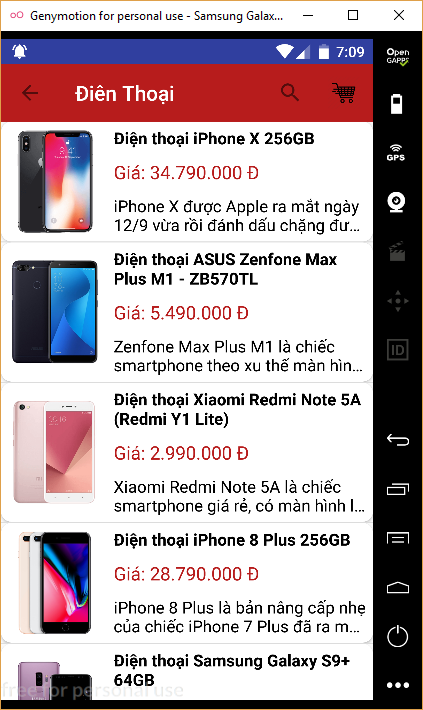 Genymotion for personal use - Samsung Galax...
7:09
Open
GAPPS
Điên Thoại
GPS
Điện thoại iPhone X 256GB
Giá: 34.790.000 Đ
iPhone X được Apple ra mắt ngày
12/9 vừa rồi đánh dấu chặng đư...
Điện thoại ASUS Zenfone Max
Plus M1 - ZB570TL
Giá: 5.490.000 Đ
Zenfone Max Plus M1 là chiếc
smartphone theo xu thế màn hìn...
ID
Điện thoại Xiaomi Redmi Note 5A
(Redmi Y1 Lite)
Giá: 2.990.000 Đ
Xiaomi Redmi Note 5A là chiếc
smartphone giá rẻ, có màn hình l...
Điện thoại iPhone 8 Plus 256GB
Giá: 28.790.000 Đ
iPhone 8 Plus là bản nâng cấp nhẹ
của chiếc iPhone 7 Plus đã ra m...
Điện thoại Samsung Galaxy S9+
64GB
free for personal use